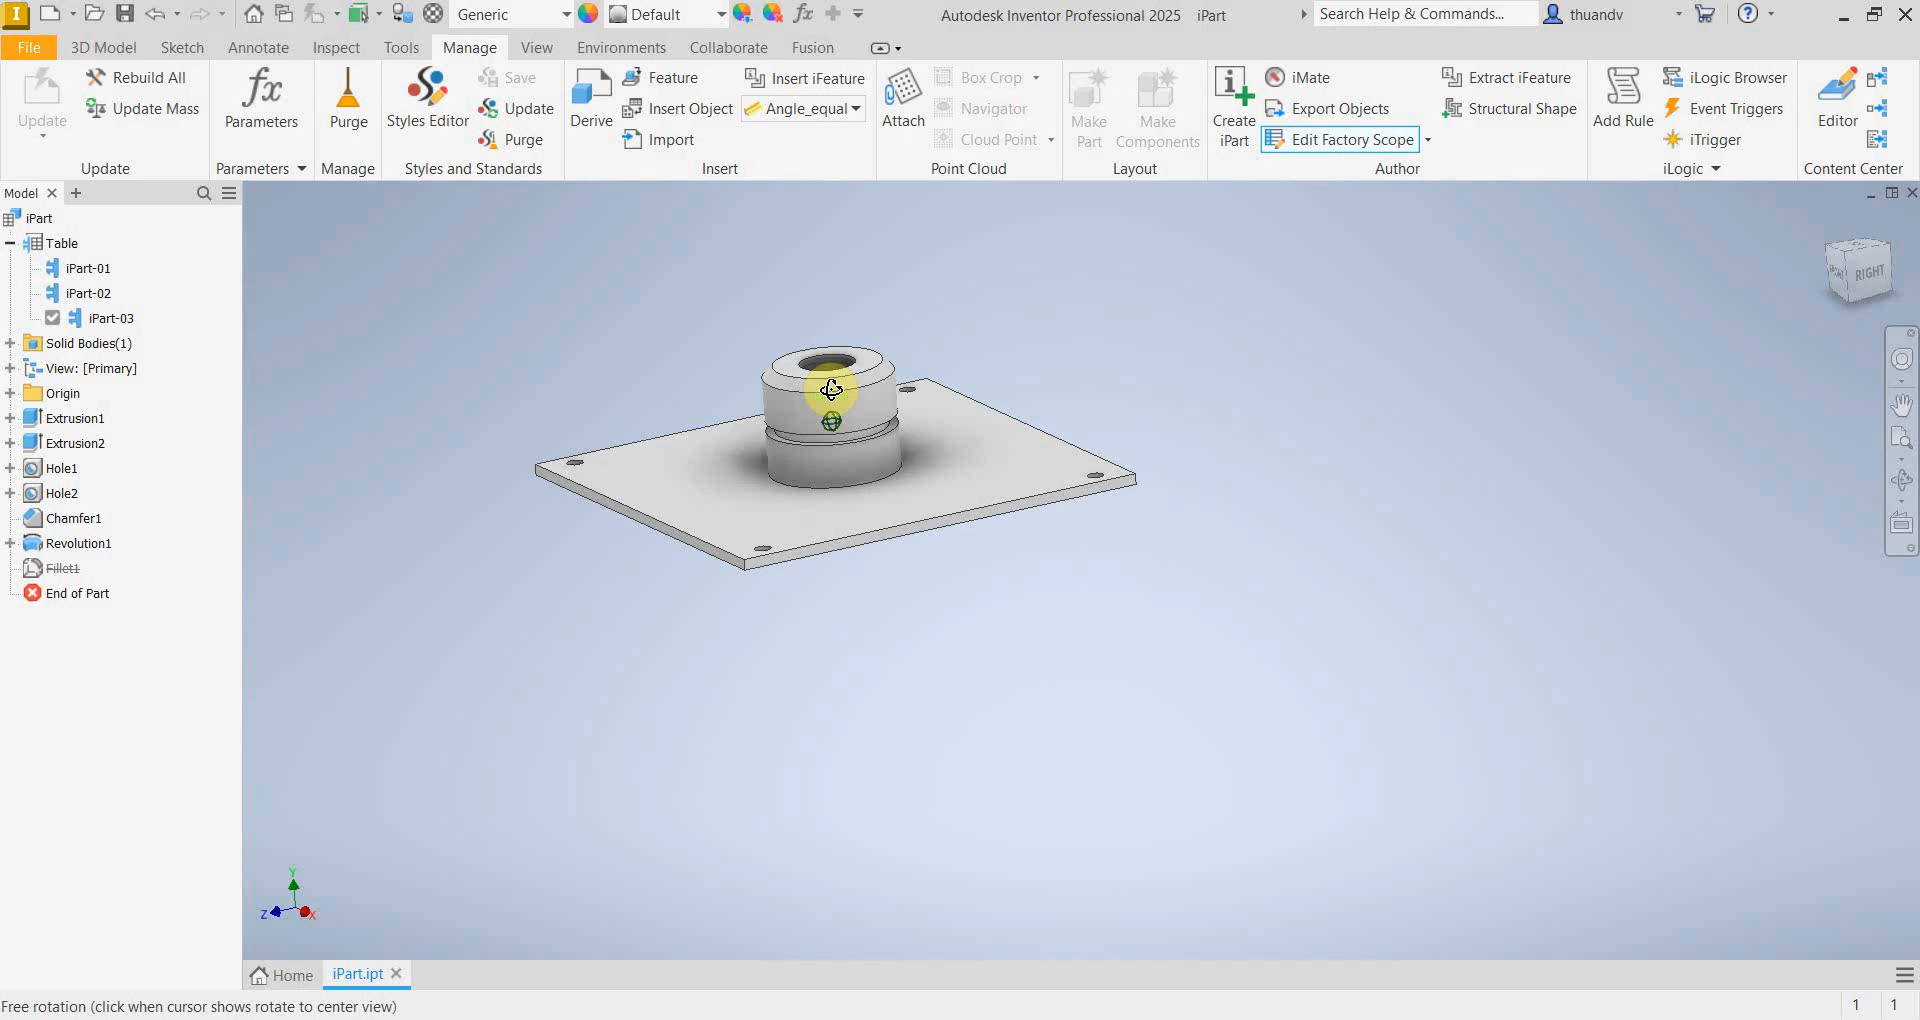 Generic
Default
fx
Autodesk Inventor Professional 2025 iPart
Search Help & Commands...
thuandv
File
3D Model
Sketch
Annotate
Inspect
Tools
Manage
View
Environments
Collaborate
Fusion
Update
Rebuild All
Update Mass
Update
fx
Parameters
Parameters
Purge
Manage
Styles Editor
Save
Update
Purge
Styles and Standards
Derive
Feature
Insert Object
Import
Insert iFeature
Angle_equal
Insert
Attach
Box Crop
Navigator
Cloud Point
Point Cloud
Make
Part
Make
Components
Layout
Create
iPart
iMate
Export Objects
Edit Factory Scope
Extract iFeature
Structural Shape
Author
Add Rule
iLogic Browser
Event Triggers
iTrigger
iLogic
Editor
Content Center
Model
iPart
Table
iPart-01
iPart-02
iPart-03
Solid Bodies(1)
View: [Primary]
Origin
Extrusion1
Extrusion2
Hole1
Hole2
Chamfer1
Revolution1
Fillet1
End of Part
RIGHT
Y
Z
X
Home
iPart.ipt
Free rotation (click when cursor shows rotate to center view)
1
1